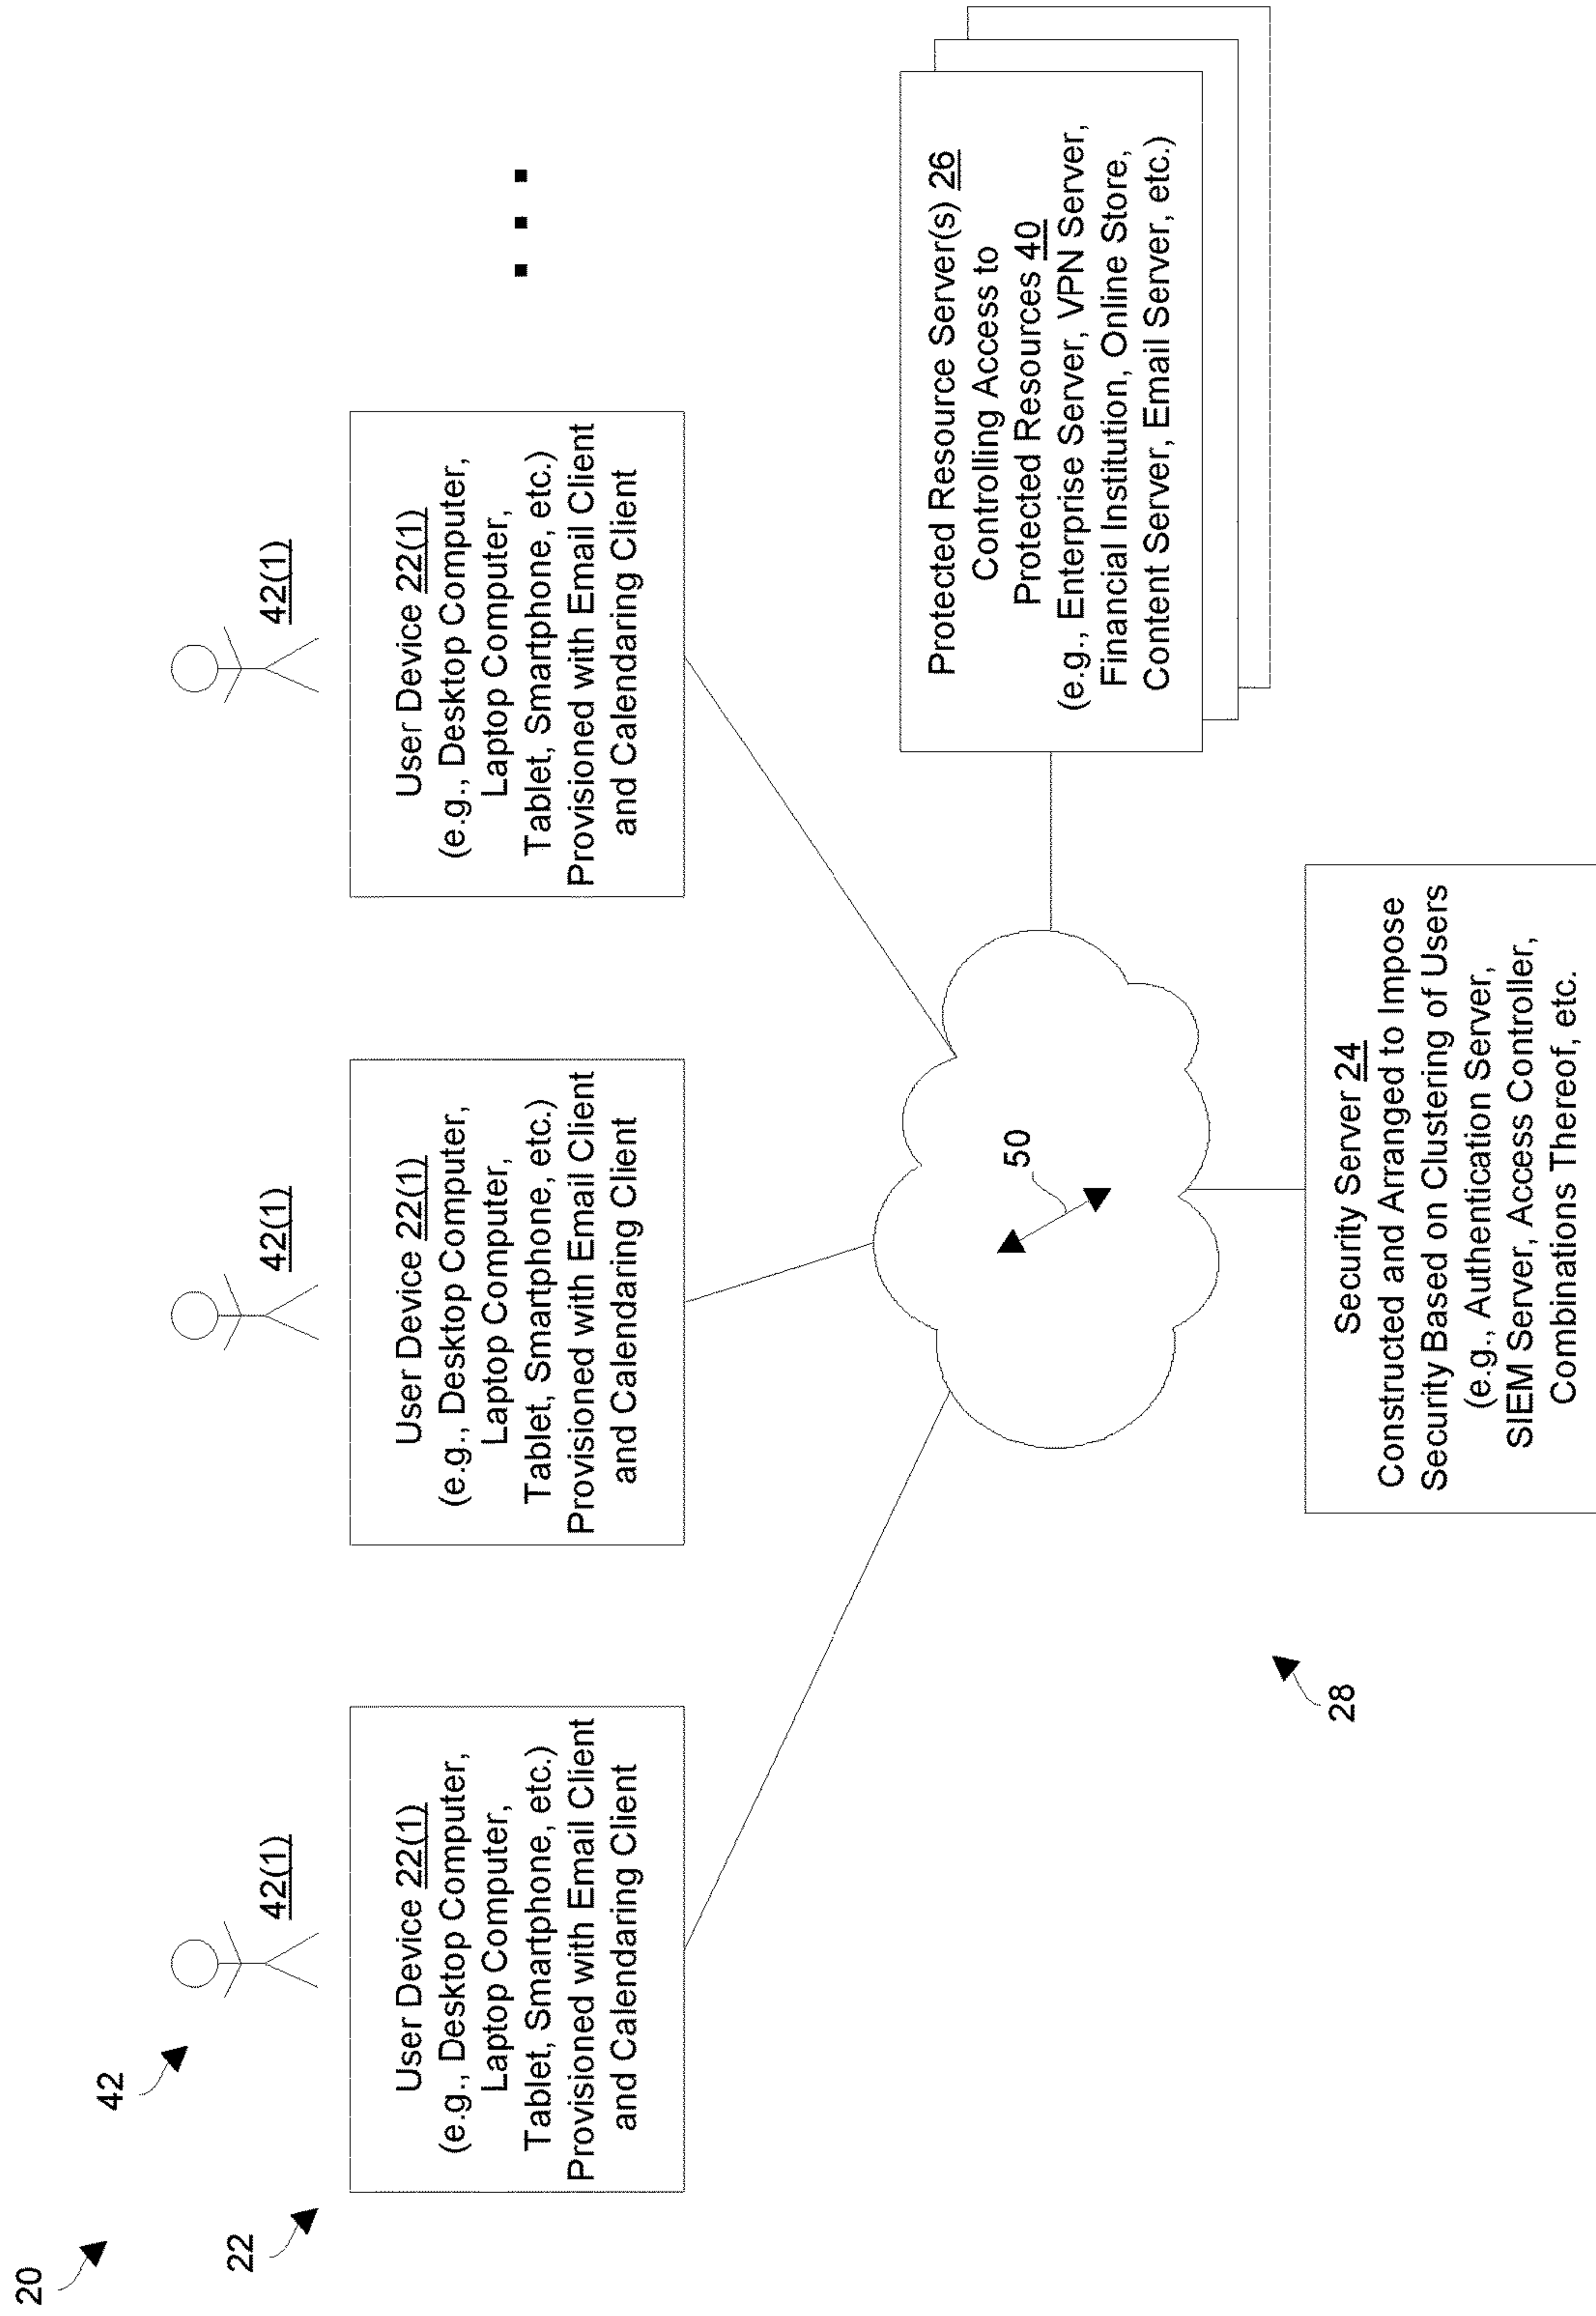 20
42
22
42(1)
User Device 22(1)
(e.g., Desktop Computer,
Laptop Computer,
Tablet, Smartphone, etc.)
Provisioned with Email Client
and Calendaring Client
42(1)
User Device 22(1)
(e.g., Desktop Computer,
Laptop Computer,
Tablet, Smartphone, etc.)
Provisioned with Email Client
and Calendaring Client
42(1)
User Device 22(1)
(e.g., Desktop Computer,
Laptop Computer,
Tablet, Smartphone, etc.)
Provisioned with Email Client
and Calendaring Client
50
Protected Resource Server(s) 26
Controlling Access to
Protected Resources 40
(e.g., Enterprise Server, VPN Server,
Financial Institution, Online Store,
Content Server, Email Server, etc.)
28
Security Server 24
Constructed and Arranged to Impose
Security Based on Clustering of Users
(e.g., Authentication Server,
SIEM Server, Access Controller,
Combinations Thereof, etc.